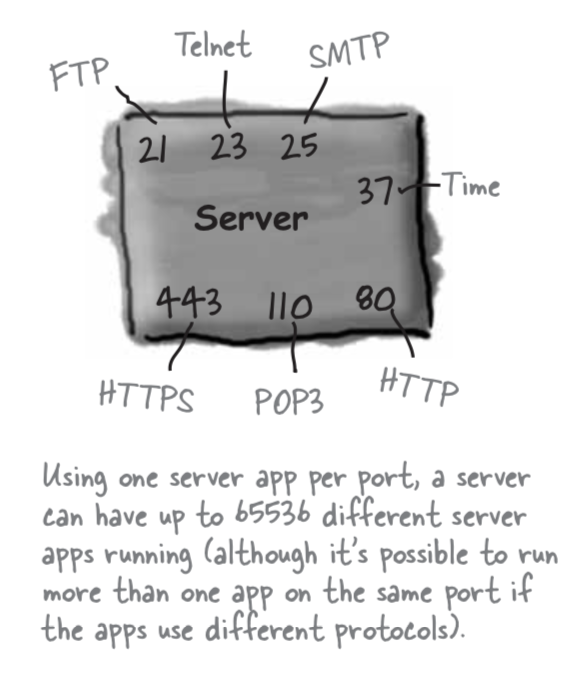 Telnet
SMTP
FTP
21 23 25
37
Time
Server
443 110 80
HTTPS
POP3
HTTP
Using one server app per port, a server
can have up to 65536 different server
apps running (although it's possible to run
more than one app on the same port if
the apps use different protocols).